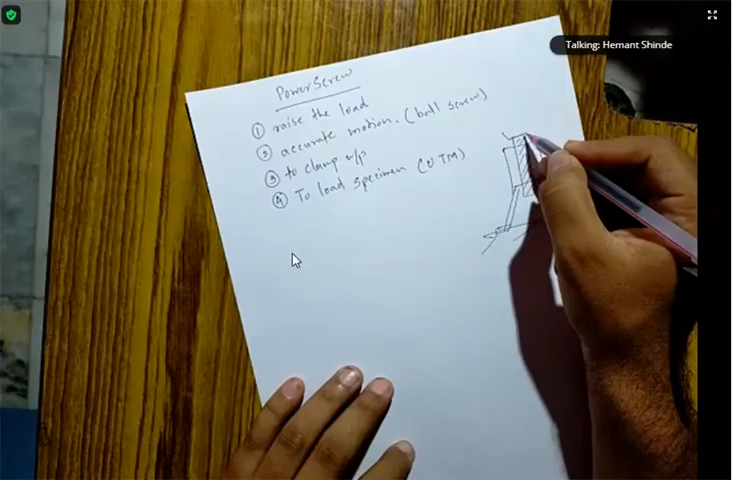 Talking: Hemant Shinde
Power Screw
① raise the load
② accurate motion. (ball screw)
③ to clamp w/p
④ To load specimen (UTM)